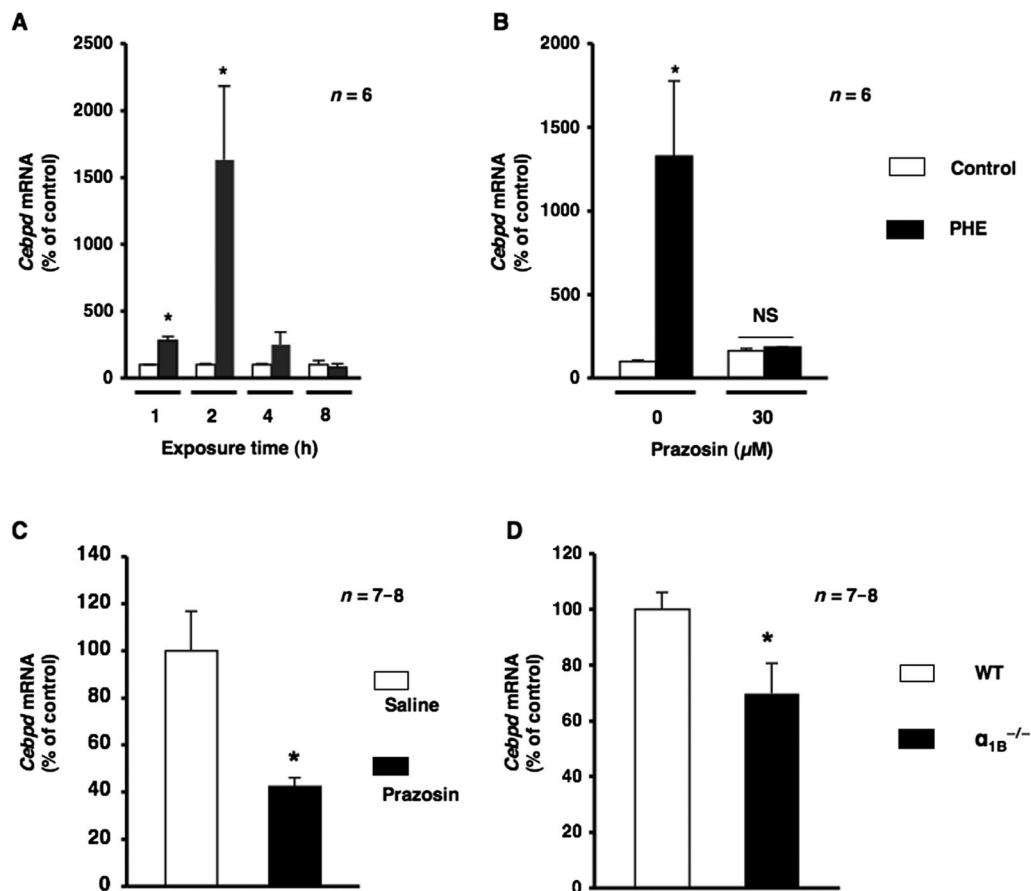 A
2500
2000
1500
1000
500
0
Cebpd mRNA
(% of control)
*
*
n = 6
1 2 4 8
Exposure time (h)
B
2000
1500
1000
500
0
Cebpd mRNA
(% of control)
*
n = 6
NS
0 30
Prazosin (µM)
Control
PHE
C
140
120
100
80
60
40
20
0
Cebpd mRNA
(% of control)
n = 7–8
*
Saline
Prazosin
D
120
100
80
60
40
20
0
Cebpd mRNA
(% of control)
n = 7–8
*
WT
α1B−/−